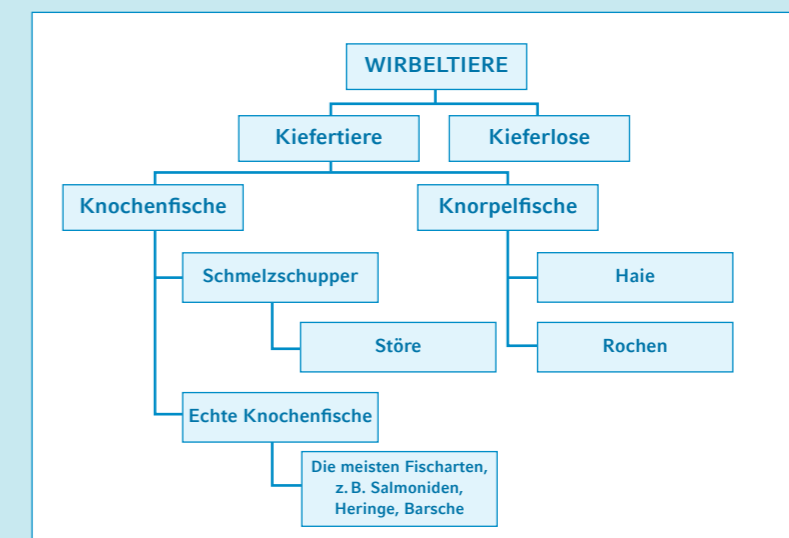 WIRBELTIERE
Kiefertiere
Kieferlose
Knochenfische
Knorpelfische
Schmelzschupper
Haie
Störe
Rochen
Echte Knochenfische
Die meisten Fischarten,
z. B. Salmoniden,
Heringe, Barsche